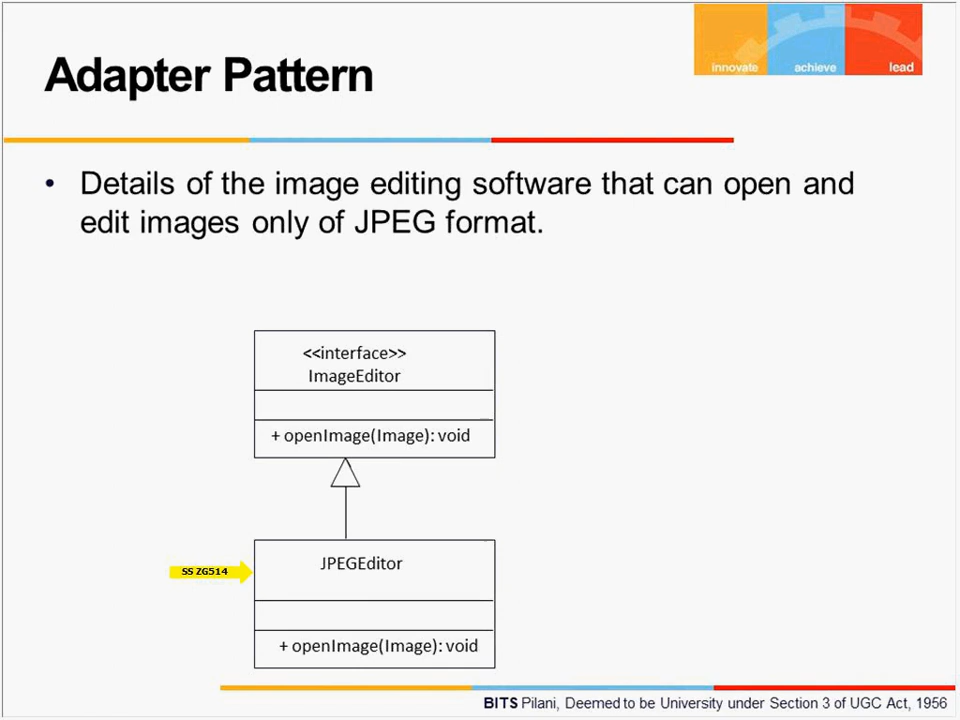 innovate achieve lead
Adapter Pattern
• Details of the image editing software that can open and
edit images only of JPEG format.
<<interface>>
ImageEditor
+ openImage(Image): void
JPEGEditor
SS ZG514
+ openImage(Image): void
BITS Pilani, Deemed to be University under Section 3 of UGC Act, 1956